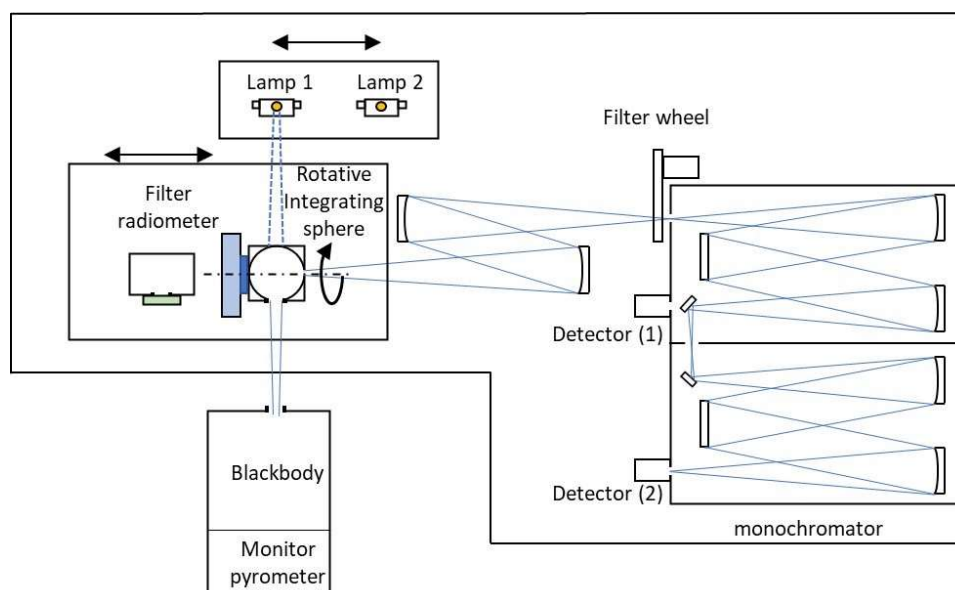 Lamp 1
Lamp 2
Filter wheel
Filter
radiometer
Rotative
Integrating
sphere
Detector (1)
Detector (2)
Blackbody
monochromator
Monitor
pyrometer